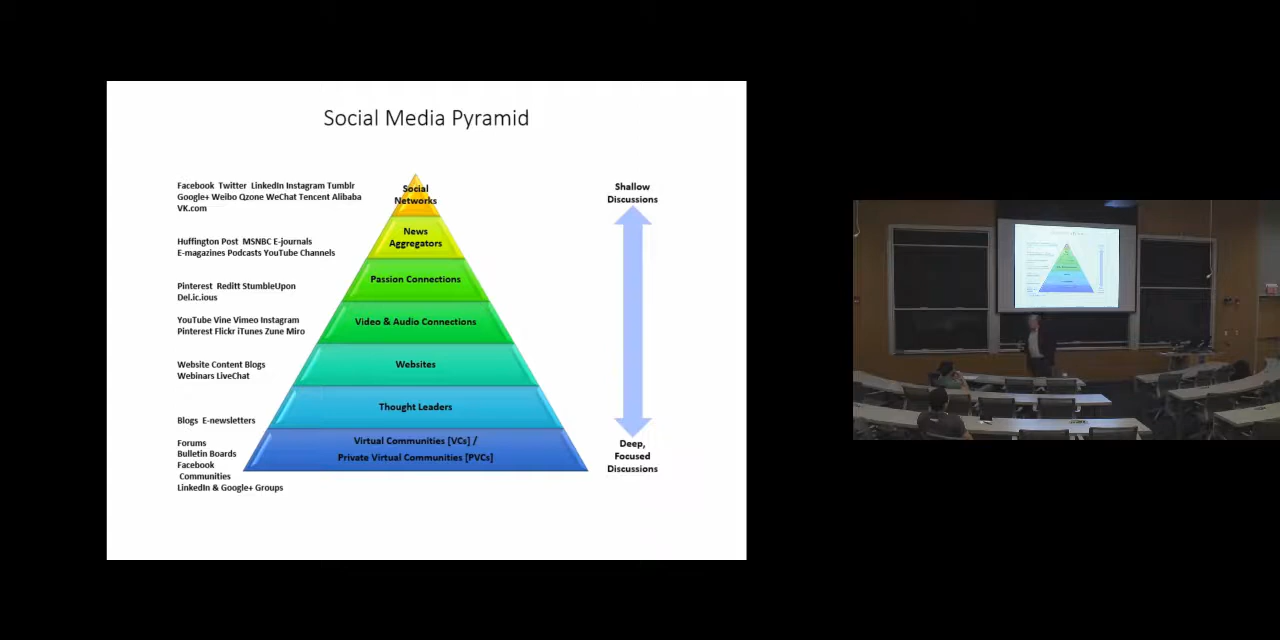 Social Media Pyramid
Facebook Twitter LinkedIn Instagram Tumblr
Google+ Weibo Qzone WeChat Tencent Alibaba
VK.com
Social
Networks
Shallow
Discussions
Huffington Post MSNBC E-journals
E-magazines Podcasts YouTube Channels
News
Aggregators
Pinterest Reditt StumbleUpon
Del.ic.ious
Passion Connections
YouTube Vine Vimeo Instagram
Pinterest Flickr iTunes Zune Miro
Video & Audio Connections
Website Content Blogs
Webinars LiveChat
Websites
Blogs E-newsletters
Thought Leaders
Forums
Bulletin Boards
Facebook
Communities
LinkedIn & Google+ Groups
Virtual Communities [VCs] /
Private Virtual Communities [PVCs]
Deep,
Focused
Discussions